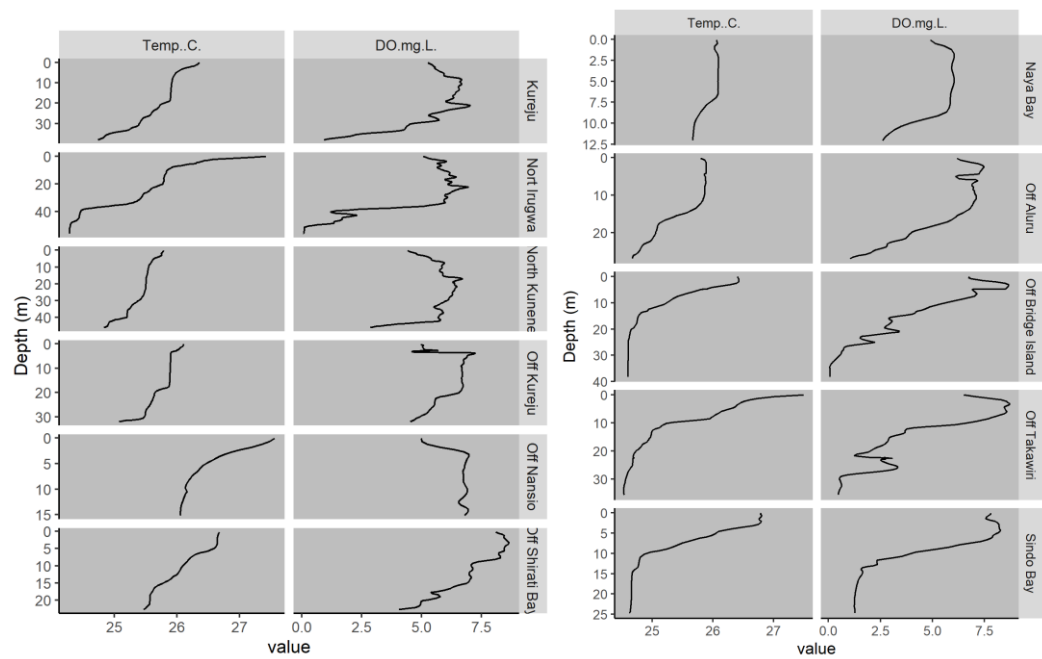 Temp..C. DO.mg.L.
0
10
20
30
Kureju
0
20
40
Nort Irugwa
0
10
20
30
40
North Kunene
0
10
20
30
Off Kureju
0
5
10
15
Off Nansio
0
5
10
15
20
Off Shirati Bay
Depth (m)
25 26 27 0.0 2.5 5.0 7.5
value
Temp..C. DO.mg.L.
0.0
2.5
5.0
7.5
10.0
12.5
Naya Bay
0
10
20
Off Aluru
0
10
20
30
40
Off Bridge Island
0
10
20
30
Off Takawiri
0
5
10
15
20
25
Sindo Bay
Depth (m)
25 26 27 0.0 2.5 5.0 7.5
value